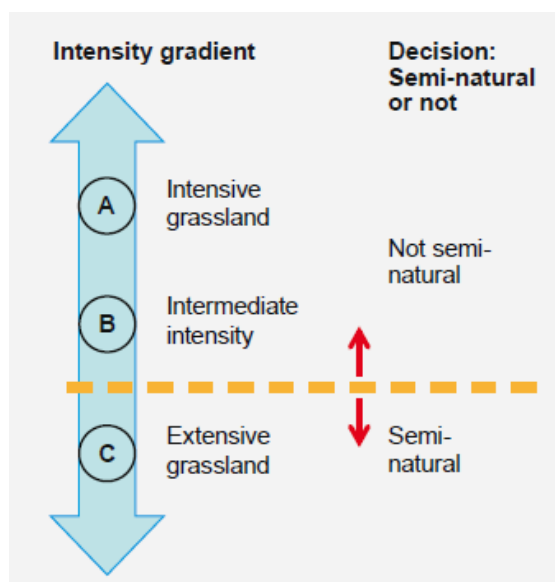 Intensity gradient
Decision:
Semi-natural
or not
A
Intensive
grassland
Not semi-
natural
B
Intermediate
intensity
C
Extensive
grassland
Semi-
natural